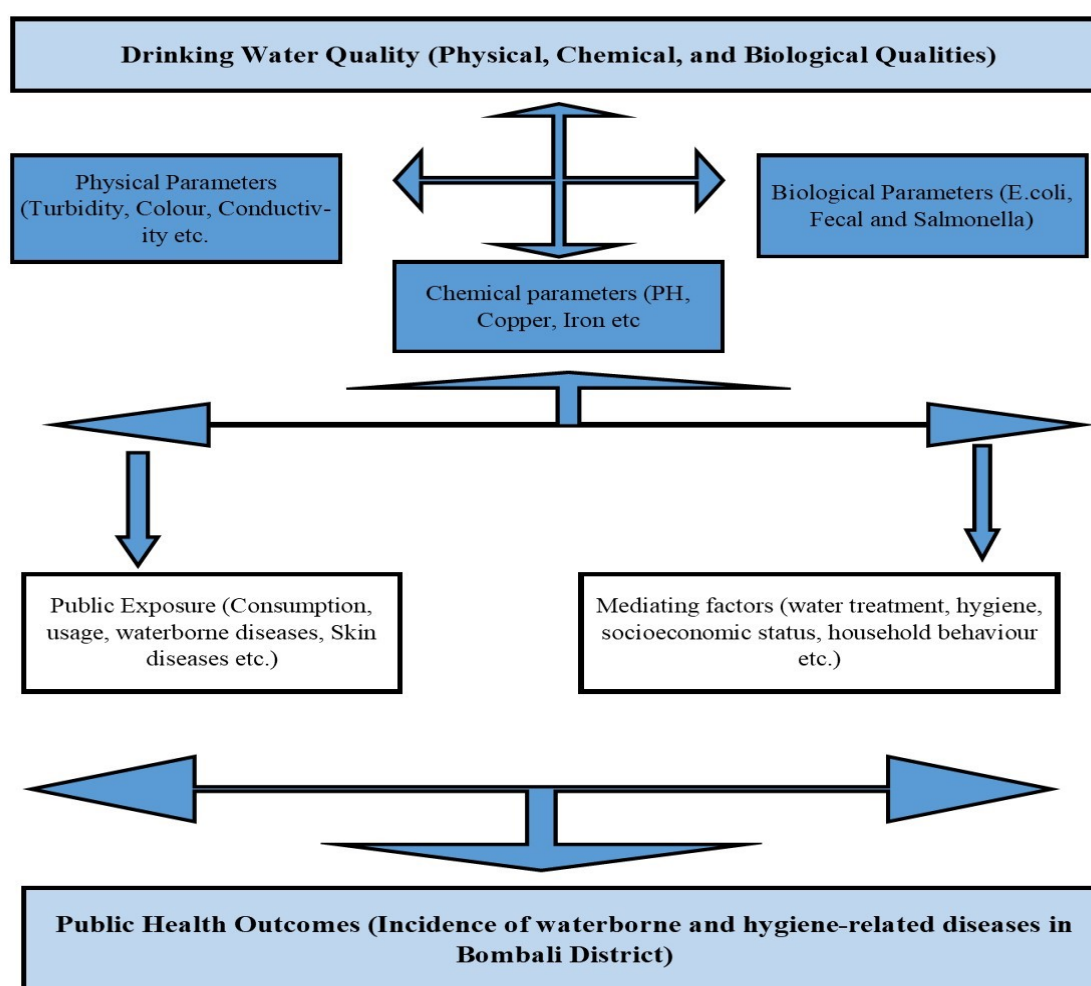 Drinking Water Quality (Physical, Chemical, and Biological Qualities)
Physical Parameters
(Turbidity, Colour, Conductiv-
ity etc.
Biological Parameters (E.coli,
Fecal and Salmonella)
Chemical parameters (PH,
Copper, Iron etc
Public Exposure (Consumption,
usage, waterborne diseases, Skin
diseases etc.)
Mediating factors (water treatment, hygiene,
socioeconomic status, household behaviour
etc.)
Public Health Outcomes (Incidence of waterborne and hygiene-related diseases in
Bombali District)